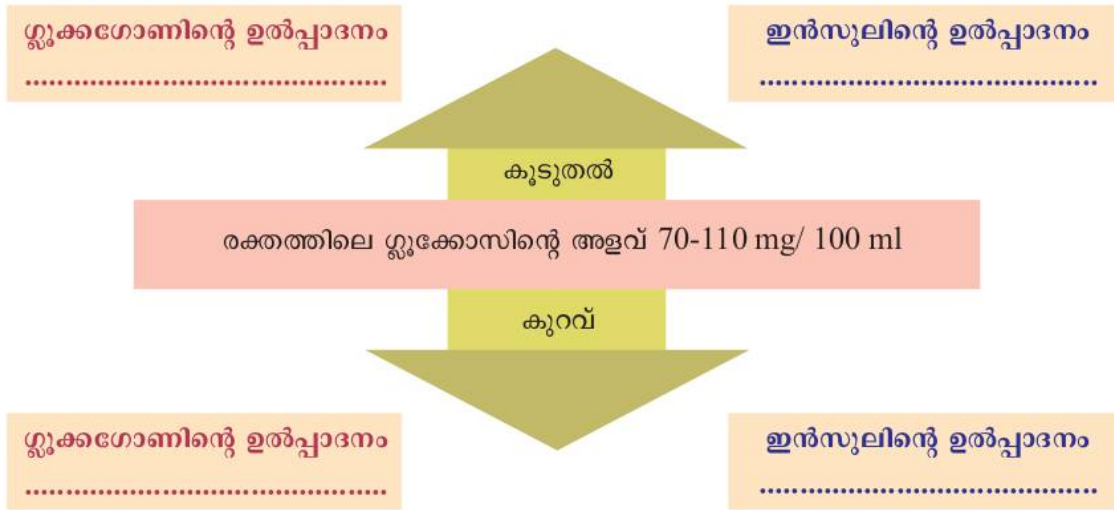 ഗ്ലൂക്കഗോണിന്റെ ഉൽപ്പാദനം
.............................................
ഇൻസുലിന്റെ ഉൽപ്പാദനം
..........................................
കൂടുതൽ
രക്തത്തിലെ ഗ്ലൂക്കോസിന്റെ അളവ് 70-110 mg/ 100 ml
കുറവ്
ഗ്ലൂക്കഗോണിന്റെ ഉൽപ്പാദനം
.............................................
ഇൻസുലിന്റെ ഉൽപ്പാദനം
..........................................